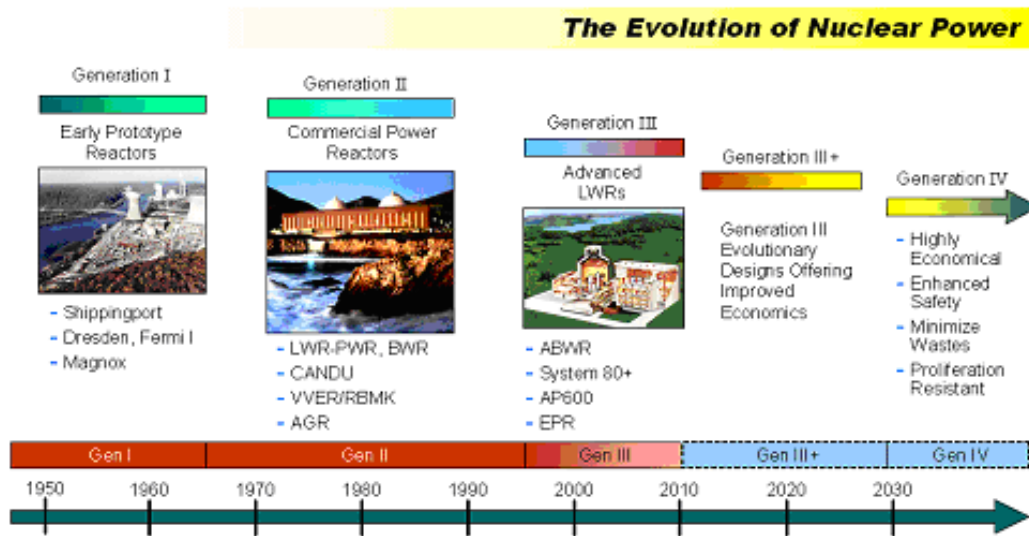 The Evolution of Nuclear Power
Generation I
Early Prototype
Reactors
- Shippingport
- Dresden, Fermi I
- Magnox
Generation II
Commercial Power
Reactors
- LWR-PWR, BWR
- CANDU
- VVER/RBMK
- AGR
Generation III
Advanced
LWRs
- ABWR
- System 80+
- AP600
- EPR
Generation III+
Generation III
Evolutionary
Designs Offering
Improved
Economics
Generation IV
- Highly
Economical
- Enhanced
Safety
- Minimize
Wastes
- Proliferation
Resistant
Gen I
Gen II
Gen III
Gen III+
Gen IV
1950
1960
1970
1980
1990
2000
2010
2020
2030